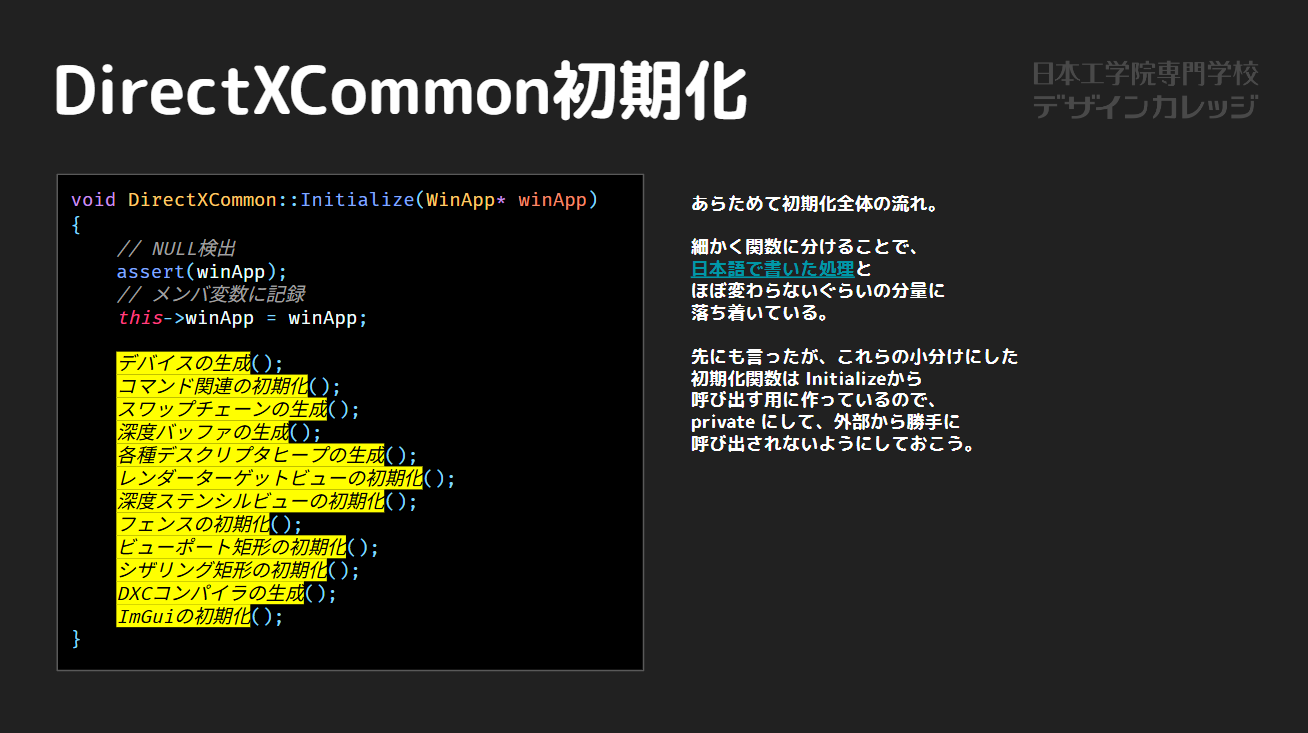 DirectXCommon初期化
日本工学院専門学校
デザインカレッジ
void DirectXCommon::Initialize(WinApp* winApp)
{
// NULL検出
assert(winApp);
// メンバ変数に記録
this->winApp = winApp;
デバイスの生成();
コマンド関連の初期化();
スワップチェーンの生成();
深度バッファの生成();
各種デスクリプタヒープの生成();
レンダーターゲットビューの初期化();
深度ステンシルビューの初期化();
フェンスの初期化();
ビューポート矩形の初期化();
シザリング矩形の初期化();
DXCコンパイラの生成();
ImGuiの初期化();
}
あらためて初期化全体の流れ。
細かく関数に分けることで、
日本語で書いた処理と
ほぼ変わらないぐらいの分量に
落ち着いている。
先にも言ったが、これらの小分けにした
初期化関数は Initializeから
呼び出す用に作っているので、
private にして、外部から勝手に
呼び出されないようにしておこう。